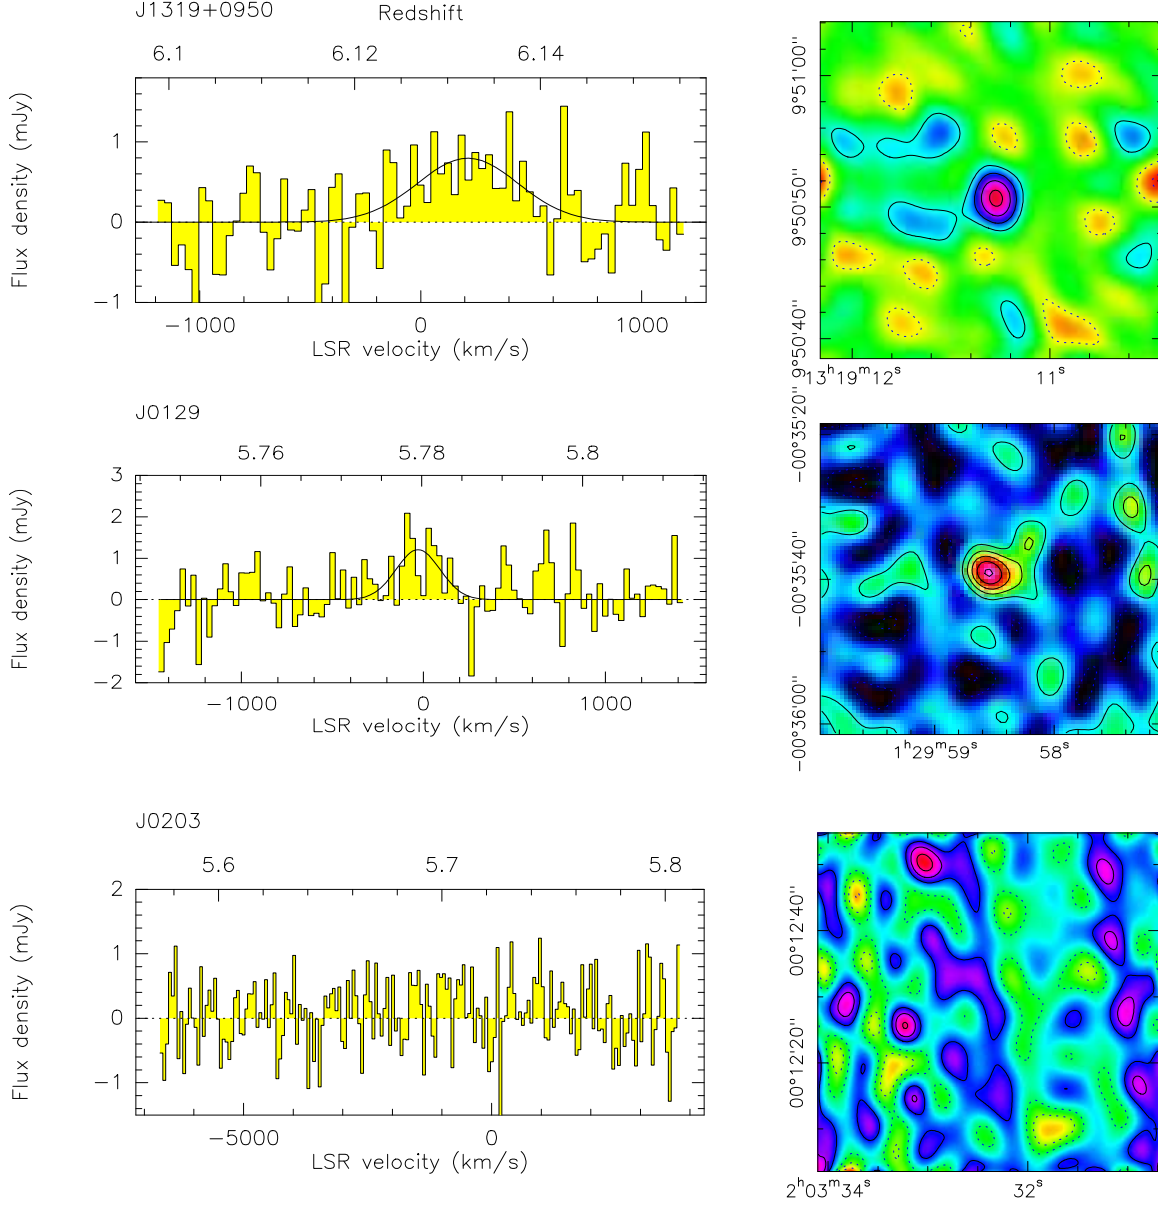 J1319+0950
Redshift
6.1 6.12 6.14
Flux density (mJy)
1
0
−1
−1000 0 1000
LSR velocity (km/s)
9°51'00''
9°50'50''
9°50'40''
13ʰ19ᵐ12ˢ 11ˢ
J0129
5.76 5.78 5.8
Flux density (mJy)
3
2
1
0
−1
−2
−1000 0 1000
LSR velocity (km/s)
−00°35'20''
−00°35'40''
−00°36'00''
1ʰ29ᵐ59ˢ 58ˢ
J0203
5.6 5.7 5.8
Flux density (mJy)
2
1
0
−1
−5000 0
LSR velocity (km/s)
00°12'40''
00°12'20''
2ʰ03ᵐ34ˢ 32ˢ